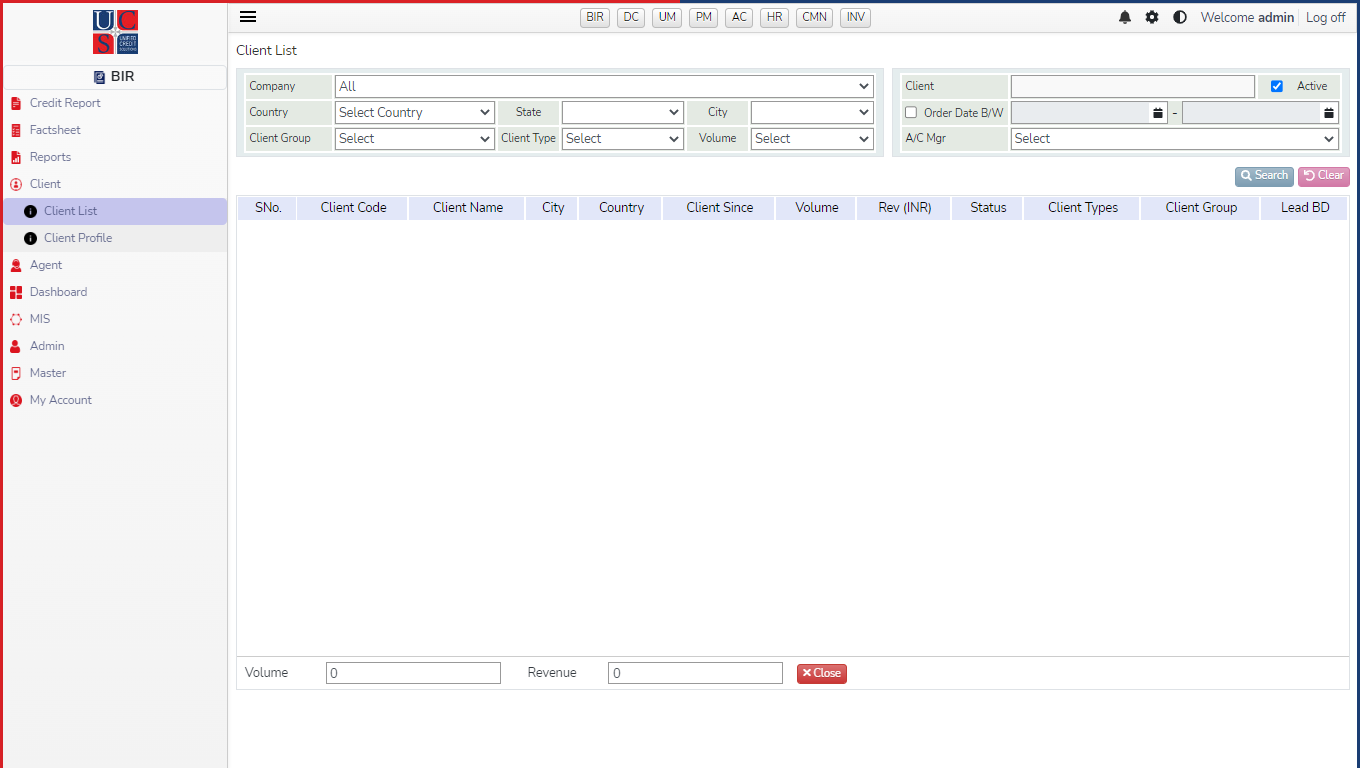 UCS
UNIFIED
CREDIT
SOLUTIONS
BIR DC UM PM AC HR CMN INV
Welcome admin Log off
BIR
Credit Report
Factsheet
Reports
Client
Client List
Client Profile
Agent
Dashboard
MIS
Admin
Master
My Account
Client List
Company All
Country Select Country State City
Client Group Select Client Type Select Volume Select
Client Active
Order Date B/W -
A/C Mgr Select
Search Clear
SNo. Client Code Client Name City Country Client Since Volume Rev (INR) Status Client Types Client Group Lead BD
Volume 0 Revenue 0 Close